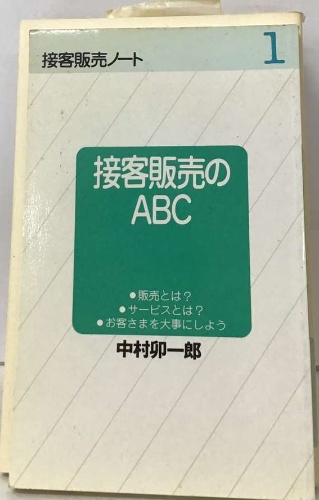 接客販売ノート
1
接客販売の
ABC
●販売とは?
●サービスとは?
●お客さまを大事にしよう
中村卯一郎